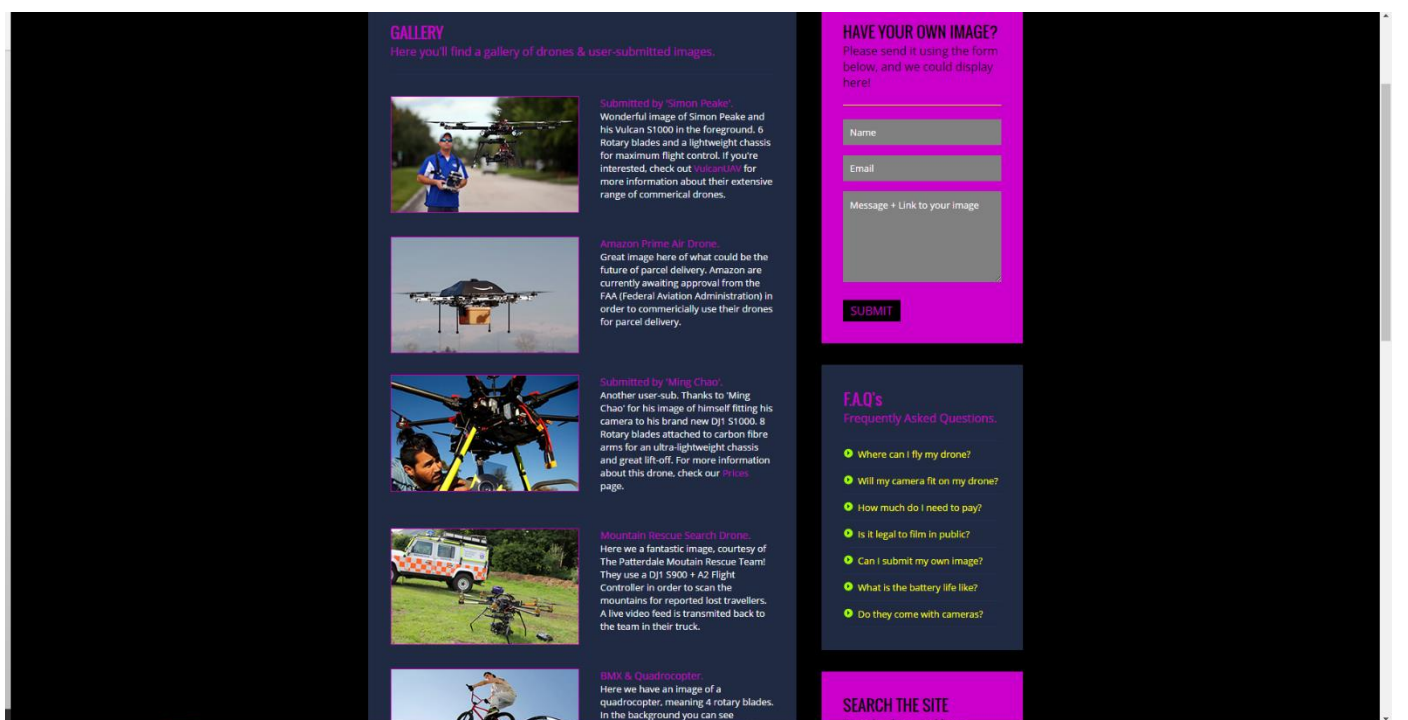 GALLERY
Here you'll find a gallery of drones & user-submitted images.
Submitted by 'Simon Peake'.
Wonderful image of Simon Peake and
his Vulcan S1000 in the foreground. 6
Rotary blades and a lightweight chassis
for maximum flight control. If you're
interested, check out VulcanUAV for
more information about their extensive
range of commerical drones.
Amazon Prime Air Drone.
Great image here of what could be the
future of parcel delivery. Amazon are
currently awaiting approval from the
FAA (Federal Aviation Administration) in
order to commericially use their drones
for parcel delivery.
Submitted by 'Ming Chao'.
Another user-sub. Thanks to 'Ming
Chao' for his image of himself fitting his
camera to his brand new DJ1 S1000. 8
Rotary blades attached to carbon fibre
arms for an ultra-lightweight chassis
and great lift-off. For more information
about this drone, check our Prices
page.
Mountain Rescue Search Drone.
Here we a fantastic image, courtesy of
The Patterdale Moutain Rescue Team!
They use a DJ1 S900 + A2 Flight
Controller in order to scan the
mountains for reported lost travellers.
A live video feed is transmited back to
the team in their truck.
BMX & Quadrocopter.
Here we have an image of a
quadrocopter, meaning 4 rotary blades.
In the background you can see
HAVE YOUR OWN IMAGE?
Please send it using the form
below, and we could display
here!
Name
Email
Message + Link to your image
SUBMIT
F.A.Q's
Frequently Asked Questions.
Where can I fly my drone?
Will my camera fit on my drone?
How much do I need to pay?
Is it legal to film in public?
Can I submit my own image?
What is the battery life like?
Do they come with cameras?
SEARCH THE SITE